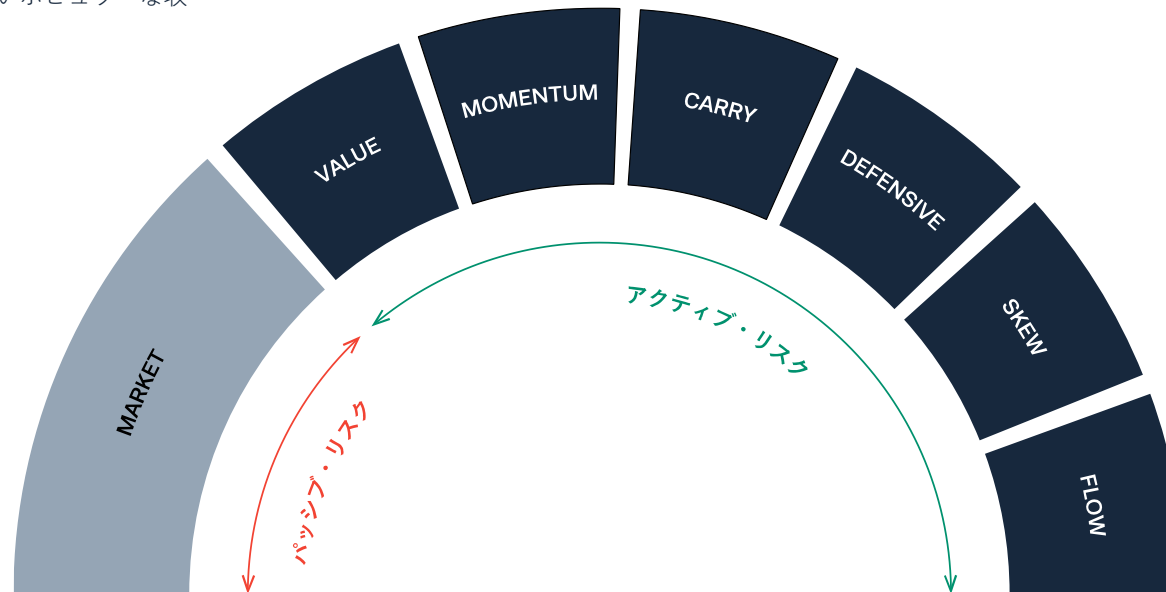 MARKET
VALUE
MOMENTUM
CARRY
DEFENSIVE
SKEW
FLOW
パッシブ・リスク
アクティブ・リスク